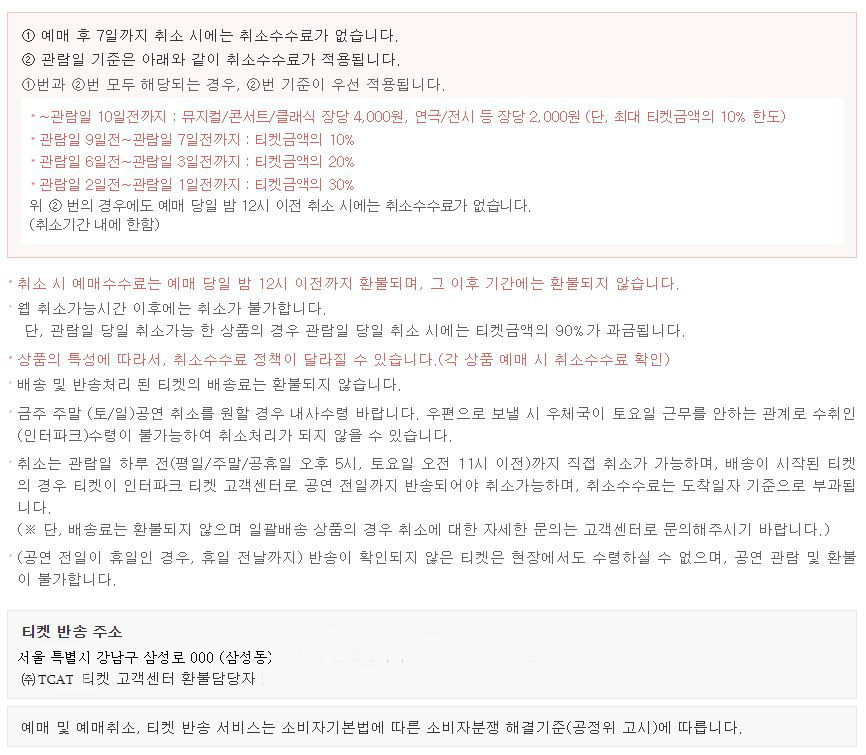 ① 예매 후 7일까지 취소 시에는 취소수수료가 없습니다.
② 관람일 기준은 아래와 같이 취소수수료가 적용됩니다.
①번과 ②번 모두 해당되는 경우, ②번 기준이 우선 적용됩니다.
· ~관람일 10일전까지 : 뮤지컬/콘서트/클래식 장당 4,000원, 연극/전시 등 장당 2,000원 (단, 최대 티켓금액의 10% 한도)
· 관람일 9일전~관람일 7일전까지 : 티켓금액의 10%
· 관람일 6일전~관람일 3일전까지 : 티켓금액의 20%
· 관람일 2일전~관람일 1일전까지 : 티켓금액의 30%
위 ② 번의 경우에도 예매 당일 밤 12시 이전 취소 시에는 취소수수료가 없습니다.
(취소기간 내에 한함)
· 취소 시 예매수수료는 예매 당일 밤 12시 이전까지 환불되며, 그 이후 기간에는 환불되지 않습니다.
· 웹 취소가능시간 이후에는 취소가 불가합니다.
단, 관람일 당일 취소가능 한 상품의 경우 관람일 당일 취소 시에는 티켓금액의 90%가 과금됩니다.
· 상품의 특성에 따라서, 취소수수료 정책이 달라질 수 있습니다.(각 상품 예매 시 취소수수료 확인)
· 배송 및 반송처리 된 티켓의 배송료는 환불되지 않습니다.
· 금주 주말 (토/일)공연 취소를 원할 경우 내사수령 바랍니다. 우편으로 보낼 시 우체국이 토요일 근무를 안하는 관계로 수취인
(인터파크)수령이 불가능하여 취소처리가 되지 않을 수 있습니다.
· 취소는 관람일 하루 전(평일/주말/공휴일 오후 5시, 토요일 오전 11시 이전)까지 직접 취소가 가능하며, 배송이 시작된 티켓
의 경우 티켓이 인터파크 티켓 고객센터로 공연 전일까지 반송되어야 취소가능하며, 취소수수료는 도착일자 기준으로 부과됩
니다.
(※ 단, 배송료는 환불되지 않으며 일괄배송 상품의 경우 취소에 대한 자세한 문의는 고객센터로 문의해주시기 바랍니다.)
· (공연 전일이 휴일인 경우, 휴일 전날까지) 반송이 확인되지 않은 티켓은 현장에서도 수령하실 수 없으며, 공연 관람 및 환불
이 불가합니다.
티켓 반송 주소
서울 특별시 강남구 삼성로 000 (삼성동)
㈜TCAT 티켓 고객센터 환불담당자
예매 및 예매취소, 티켓 반송 서비스는 소비자기본법에 따른 소비자분쟁 해결기준(공정위 고시)에 따릅니다.